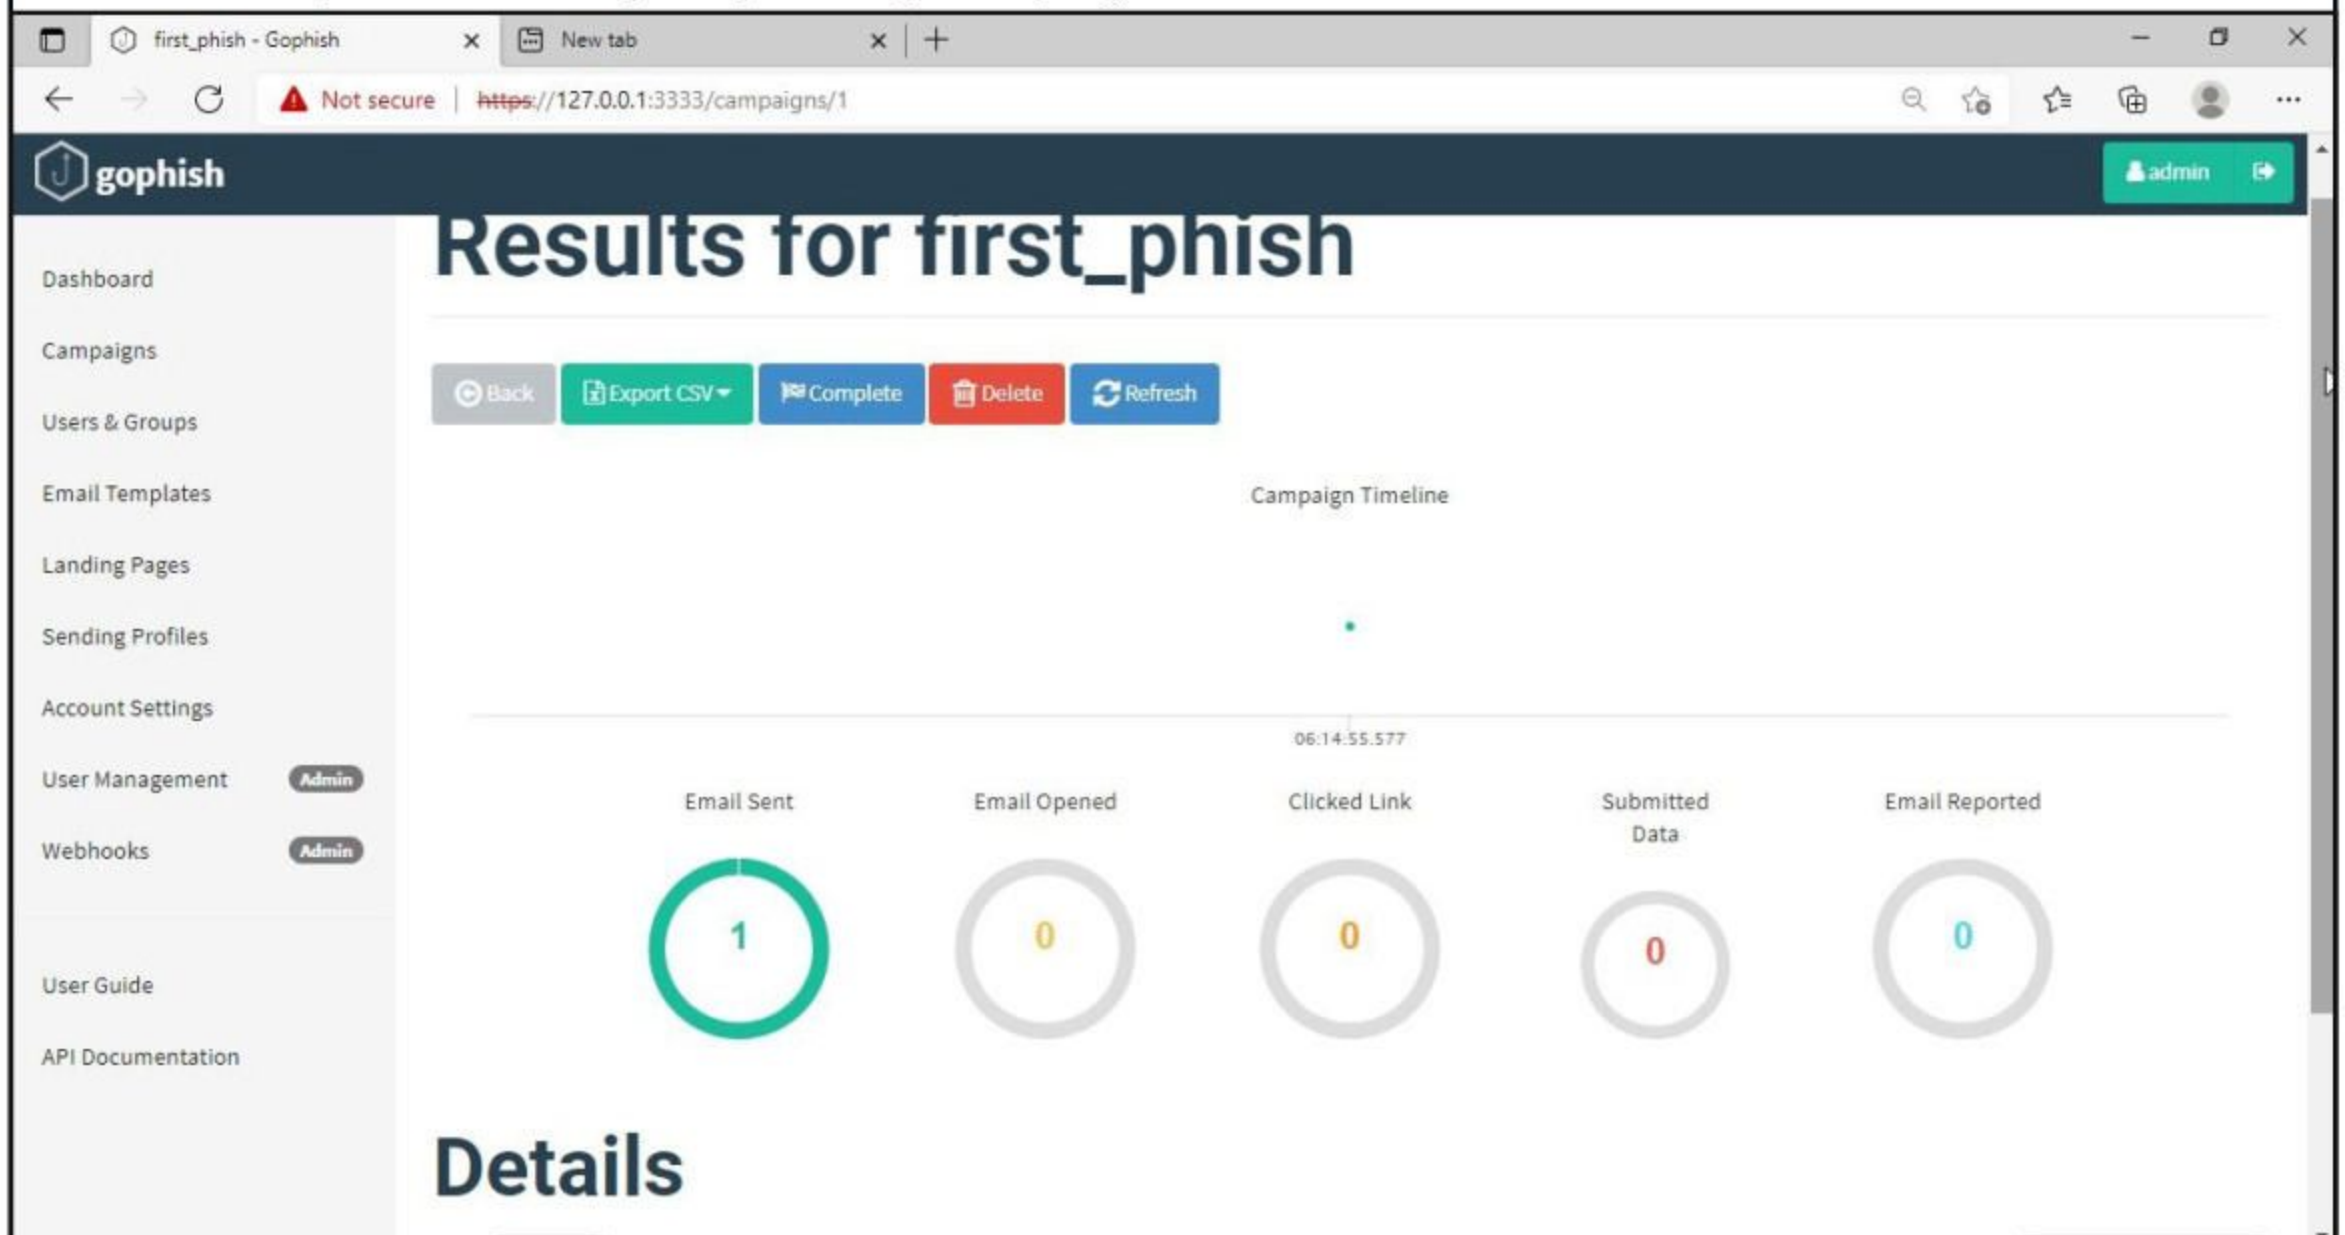 first_phish - Gophish
New tab
Not secure
https://127.0.0.1:3333/campaigns/1
gophish
admin
Results for first_phish
Dashboard
Campaigns
Users & Groups
Email Templates
Landing Pages
Sending Profiles
Account Settings
User Management Admin
Webhooks Admin
User Guide
API Documentation
Back
Export CSV
Complete
Delete
Refresh
Campaign Timeline
06:14:55.577
Email Sent
Email Opened
Clicked Link
Submitted
Data
Email Reported
1
0
0
0
0
Details